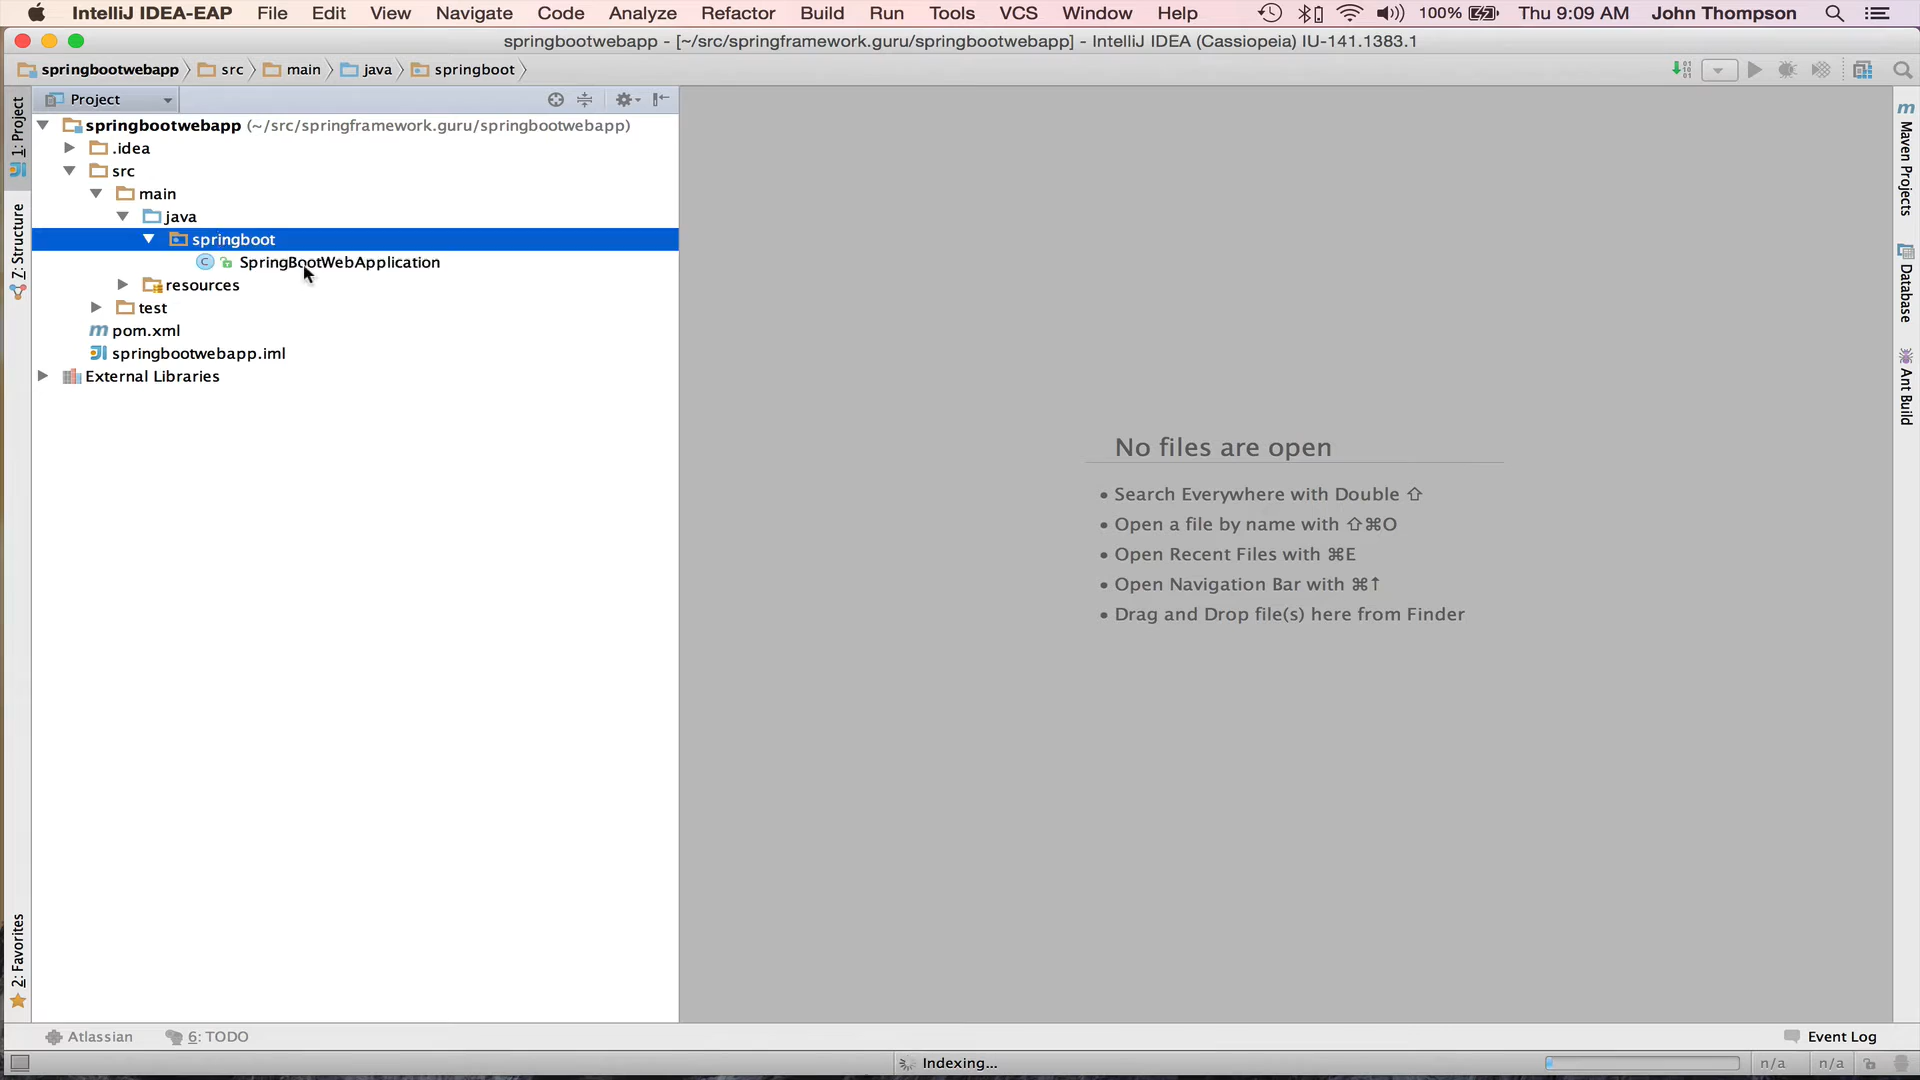 IntelliJ IDEA-EAP File Edit View Navigate Code Analyze Refactor Build Run Tools VCS Window Help 100% Thu 9:09 AM John Thompson
springbootwebapp - [~/src/springframework.guru/springbootwebapp] - IntelliJ IDEA (Cassiopeia) IU-141.1383.1
springbootwebapp src main java springboot
1: Project
Z: Structure
2: Favorites
Project
springbootwebapp (~/src/springframework.guru/springbootwebapp)
.idea
src
main
java
springboot
SpringBootWebApplication
resources
test
pom.xml
springbootwebapp.iml
External Libraries
No files are open
• Search Everywhere with Double ⇧
• Open a file by name with ⇧⌘O
• Open Recent Files with ⌘E
• Open Navigation Bar with ⌘↑
• Drag and Drop file(s) here from Finder
Maven Projects
Database
Ant Build
Atlassian 6: TODO Event Log
Indexing... n/a n/a